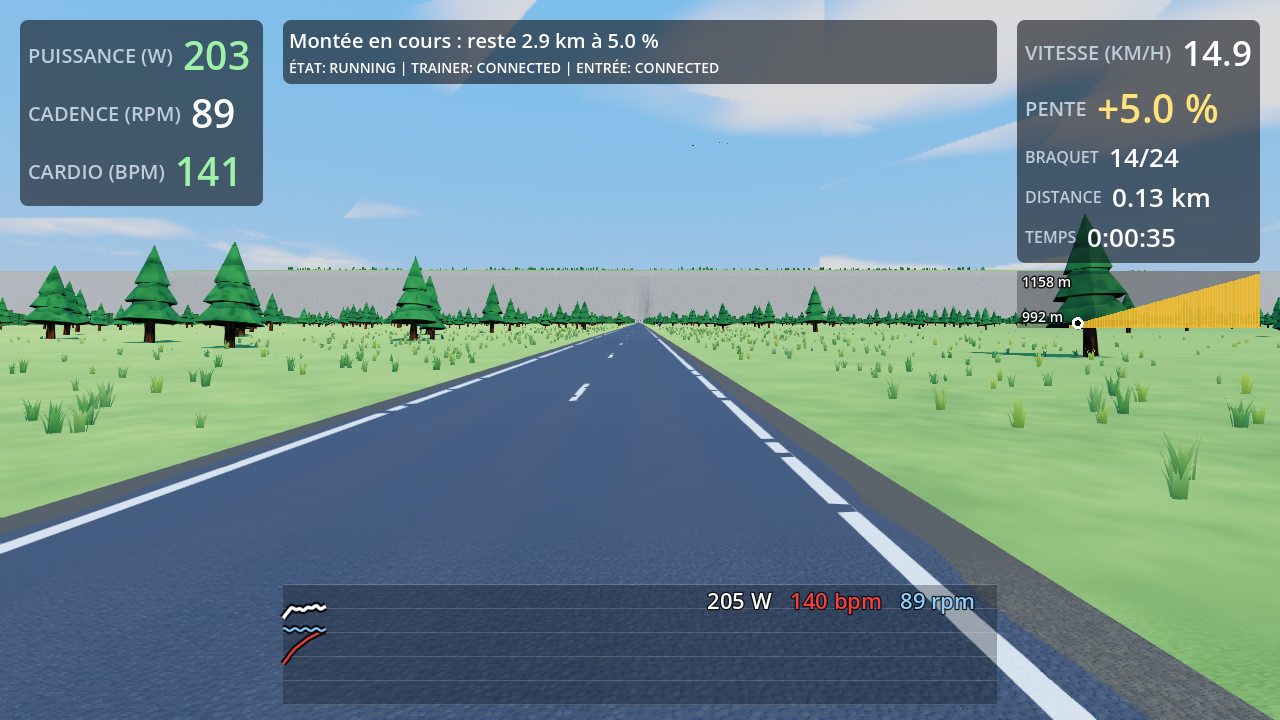 PUISSANCE (W) 203
CADENCE (RPM) 89
CARDIO (BPM) 141
Montée en cours : reste 2.9 km à 5.0 %
ÉTAT: RUNNING | TRAINER: CONNECTED | ENTRÉE: CONNECTED
VITESSE (KM/H) 14.9
PENTE +5.0 %
BRAQUET 14/24
DISTANCE 0.13 km
TEMPS 0:00:35
1158 m
992 m
205 W 140 bpm 89 rpm